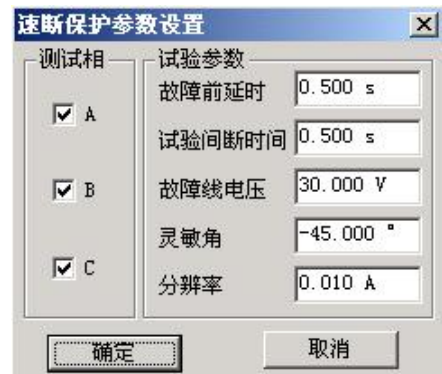 速断保护参数设置
测试相
A
B
C
试验参数
故障前延时 0.500 s
试验间断时间 0.500 s
故障线电压 30.000 V
灵敏角 -45.000 °
分辨率 0.010 A
确定 取消